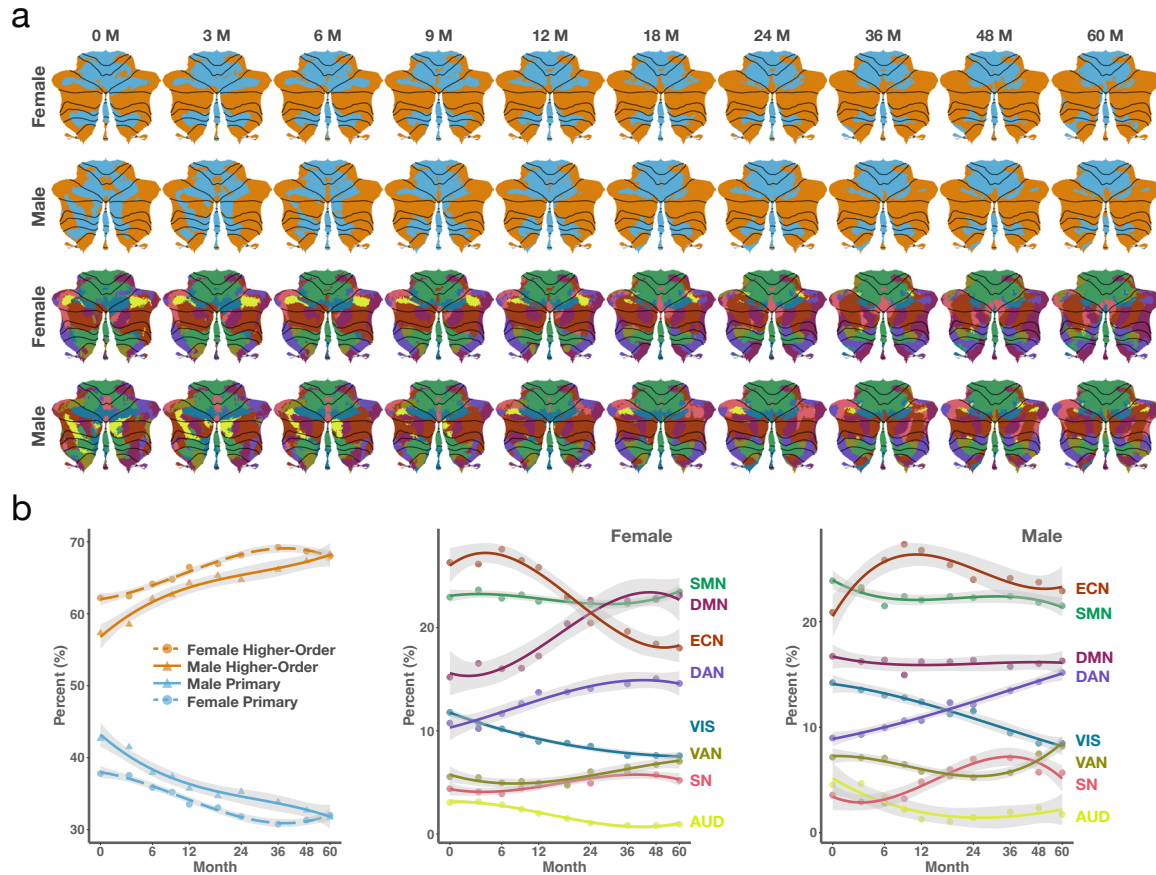 a
0 M 3 M 6 M 9 M 12 M 18 M 24 M 36 M 48 M 60 M
Female
Male
Female
Male
b
Percent (%)
70
60
50
40
30
Female Higher-Order
Male Higher-Order
Male Primary
Female Primary
0 6 12 24 36 48 60
Month
Female
Percent (%)
20
10
0
SMN
DMN
ECN
DAN
VIS
VAN
SN
AUD
0 6 12 24 36 48 60
Month
Male
Percent (%)
20
10
0
ECN
SMN
DMN
DAN
VIS
VAN
SN
AUD
0 6 12 24 36 48 60
Month